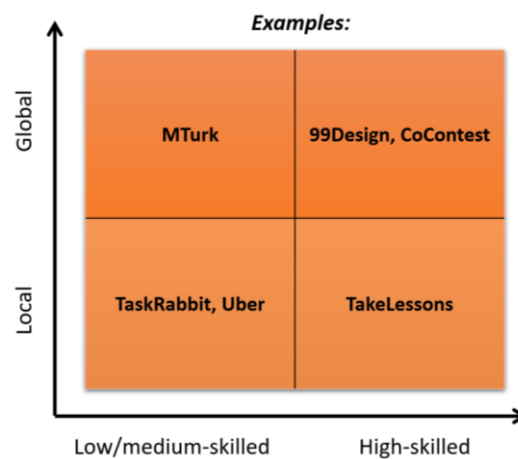 Examples:
Global
MTurk
99Design, CoContest
Local
TaskRabbit, Uber
TakeLessons
Low/medium-skilled
High-skilled